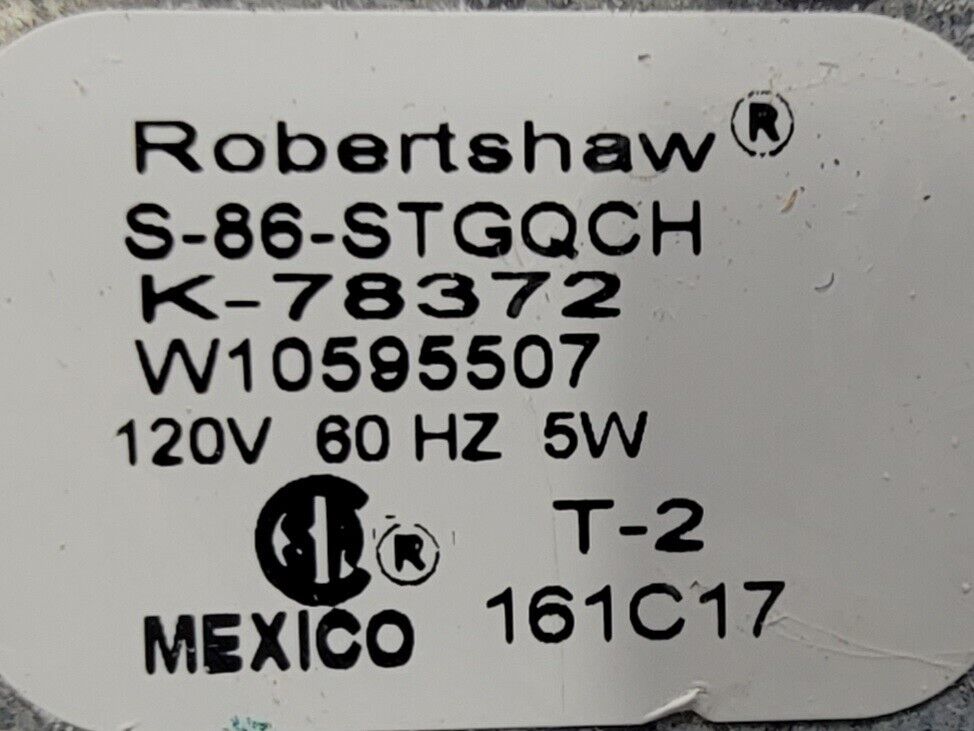 Robertshaw®
S-86-STGQCH
K-78372
W10595507
120V 60 HZ 5W
® T-2
MEXICO 161C17